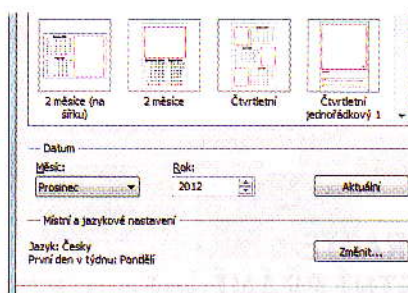 2 měsíce (na šířku)
2 měsíce
Čtvrtletní
Čtvrtletní jednořádkový 1
Datum
Měsíc:
Rok:
Prosinec
2012
Aktuální
Místní a jazykové nastavení
Jazyk: Česky
První den v týdnu: Pondělí
Změnit...